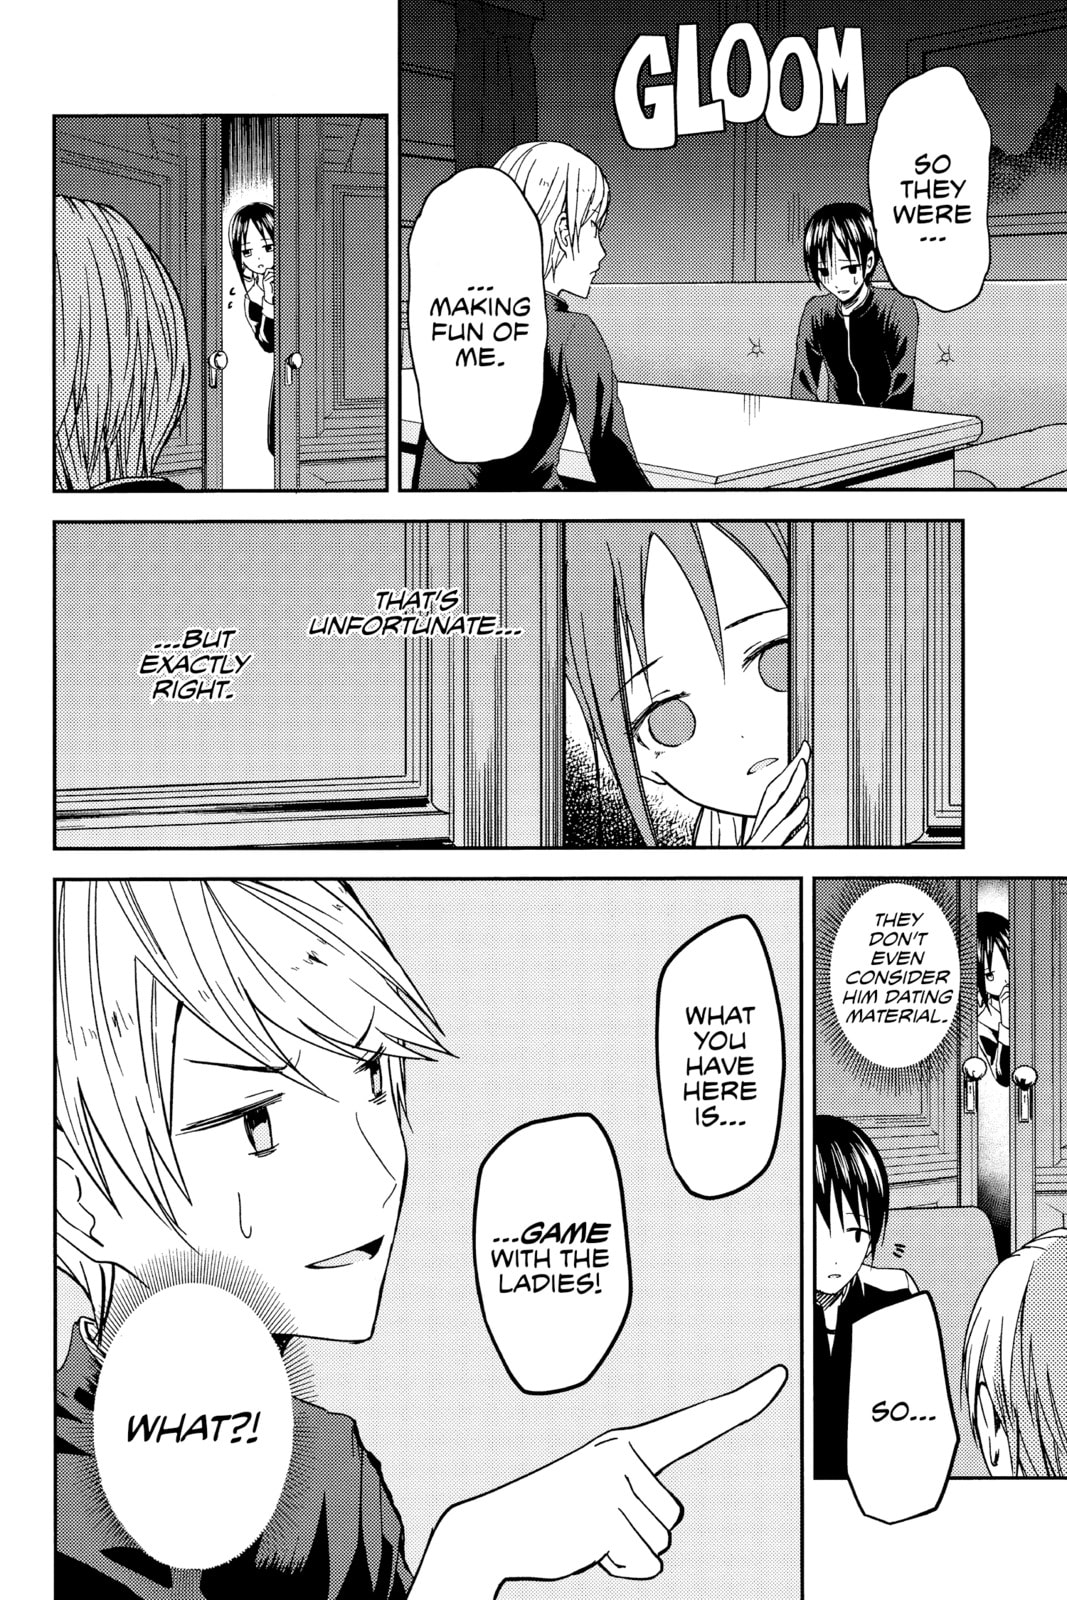 GLOOM
SO
THEY
WERE
...
...
MAKING
FUN OF
ME.
THAT'S
UNFORTUNATE...
...BUT
EXACTLY
RIGHT.
THEY
DON'T
EVEN
CONSIDER
HIM DATING
MATERIAL.
SO...
WHAT
YOU
HAVE
HERE
IS...
...GAME
WITH THE
LADIES!
WHAT?!